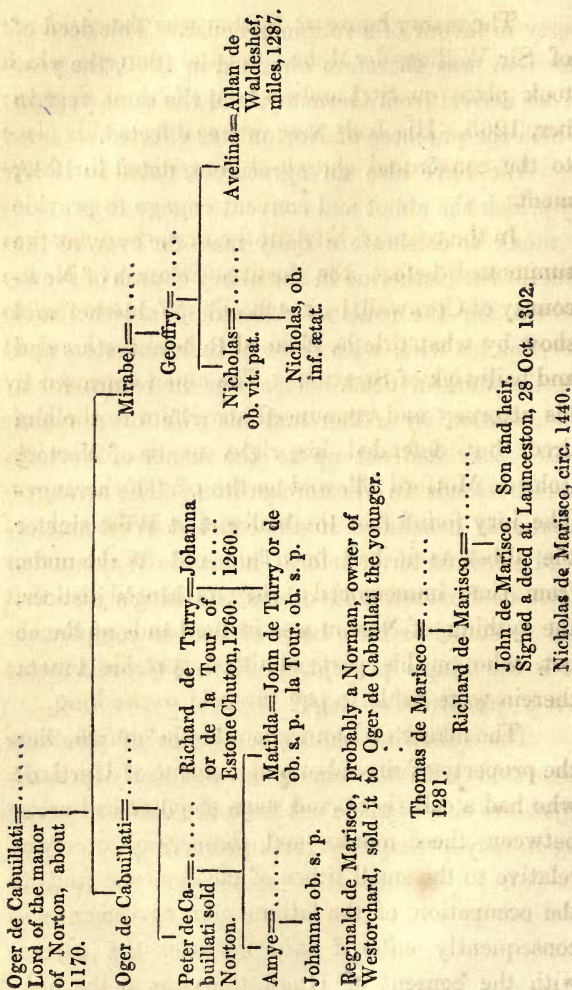 Oger de Cabuillati=......
Lord of the manor
of Norton, about
1170.
Oger de Cabuillati=......
Mirabel=......
Peter de Ca-=......
buillati sold
Norton.
Richard de Turry=Johanna
or de la Tour of ......
Estone Chuton, 1260. 1260.
Geoffry=......
Amye=......
Matilda=John de Turry or de
ob. s. p. la Tour. ob. s. p.
Nicholas=......
ob. vit. pat.
Avelina=Allan de
Waldeshef,
miles, 1287.
Johanna, ob. s. p.
Nicholas, ob.
inf. ætat.
Reginald de Marisco, probably a Norman, owner of
Westorchard, sold it to Oger de Cabuillati the younger.
Thomas de Marisco=......
1281.
Richard de Marisco=......
John de Marisco. Son and heir.
Signed a deed at Launceston, 28 Oct. 1302.
Nicholas de Marisco, circ. 1440.